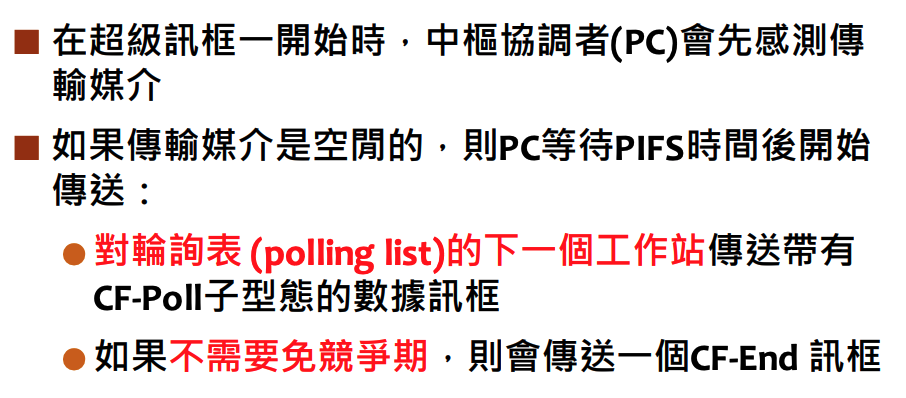 在超級訊框一開始時，中樞協調者(PC)會先感測傳
輸媒介
如果傳輸媒介是空閒的，則PC等待PIFS時間後開始
傳送：
對輪詢表 (polling list)的下一個工作站傳送帶有
CF-Poll子型態的數據訊框
如果不需要免競爭期，則會傳送一個CF-End 訊框